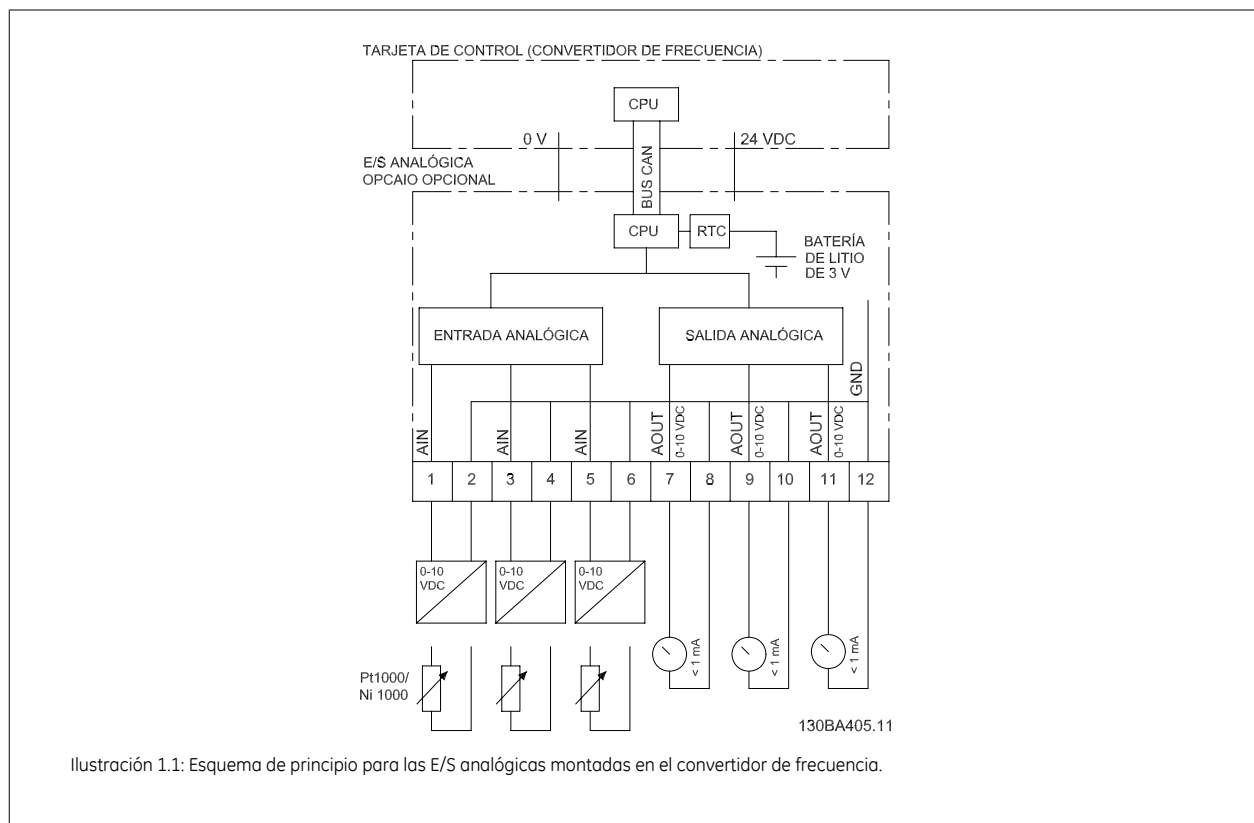 TARJETA DE CONTROL (CONVERTIDOR DE FRECUENCIA)
CPU
0 V
24 VDC
BUS CAN
E/S ANALÓGICA
OPCAIO OPCIONAL
CPU
RTC
BATERÍA
DE LITIO
DE 3 V
ENTRADA ANALÓGICA
SALIDA ANALÓGICA
GND
AIN
AIN
AIN
AOUT
0-10 VDC
AOUT
0-10 VDC
AOUT
0-10 VDC
1 2 3 4 5 6 7 8 9 10 11 12
0-10
VDC
0-10
VDC
0-10
VDC
< 1 mA
< 1 mA
< 1 mA
Pt1000/
Ni 1000
130BA405.11
Ilustración 1.1: Esquema de principio para las E/S analógicas montadas en el convertidor de frecuencia.